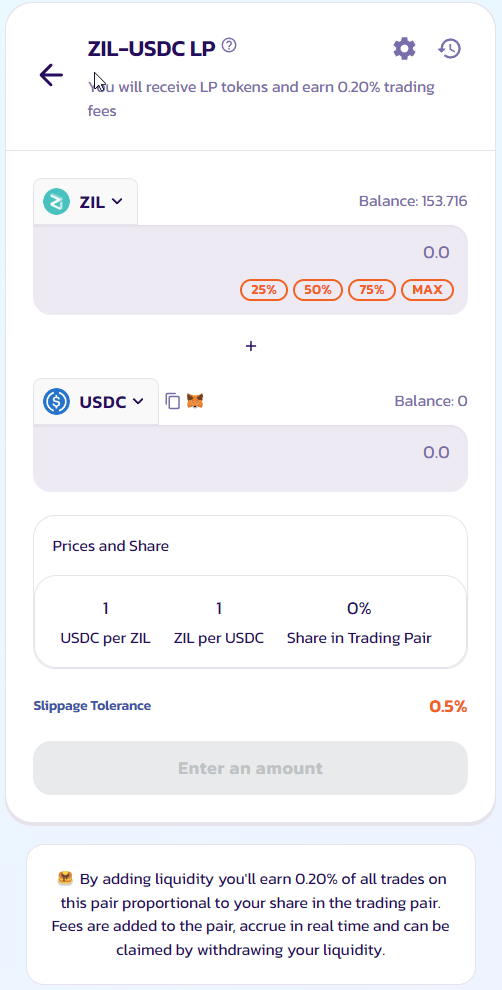 ZIL-USDC LP
You will receive LP tokens and earn 0.20% trading
fees
ZIL
Balance: 153.716
0.0
25% 50% 75% MAX
+
USDC
Balance: 0
0.0
Prices and Share
1 1 0%
USDC per ZIL ZIL per USDC Share in Trading Pair
Slippage Tolerance 0.5%
Enter an amount
By adding liquidity you'll earn 0.20% of all trades on
this pair proportional to your share in the trading pair.
Fees are added to the pair, accrue in real time and can be
claimed by withdrawing your liquidity.